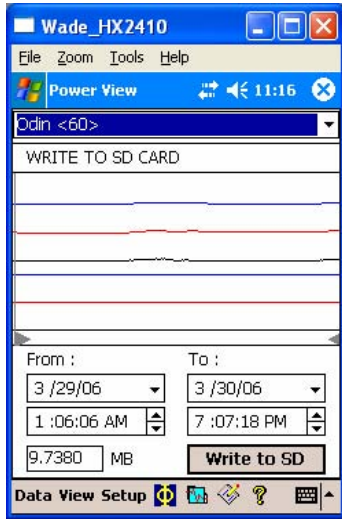 Wade_HX2410
File Zoom Tools Help
Power View 11:16
Odin <60>
WRITE TO SD CARD
From : To :
3 /29/06 3 /30/06
1 :06:06 AM 7 :07:18 PM
9.7380 MB Write to SD
Data View Setup